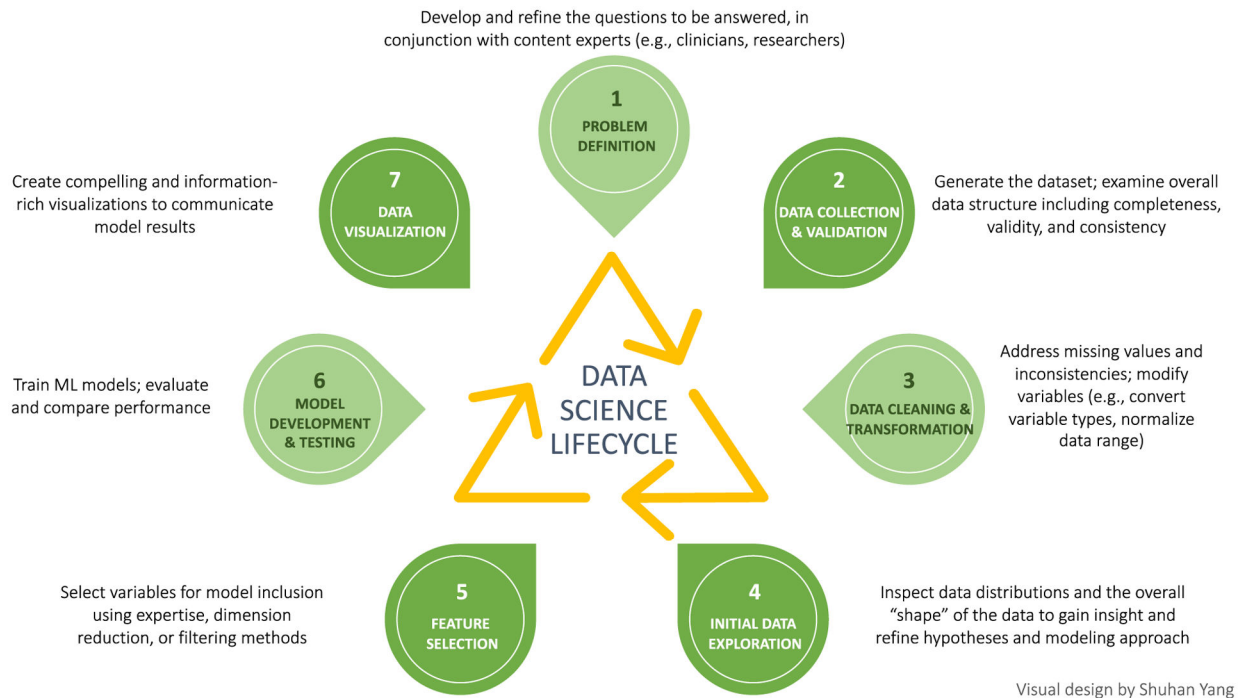 Develop and refine the questions to be answered, in
conjunction with content experts (e.g., clinicians, researchers)
1
PROBLEM
DEFINITION
2
DATA COLLECTION
& VALIDATION
Generate the dataset; examine overall
data structure including completeness,
validity, and consistency
3
DATA CLEANING &
TRANSFORMATION
Address missing values and
inconsistencies; modify
variables (e.g., convert
variable types, normalize
data range)
4
INITIAL DATA
EXPLORATION
Inspect data distributions and the overall
“shape” of the data to gain insight and
refine hypotheses and modeling approach
5
FEATURE
SELECTION
Select variables for model inclusion
using expertise, dimension
reduction, or filtering methods
6
MODEL
DEVELOPMENT
& TESTING
Train ML models; evaluate
and compare performance
7
DATA
VISUALIZATION
Create compelling and information-
rich visualizations to communicate
model results
DATA
SCIENCE
LIFECYCLE
Visual design by Shuhan Yang